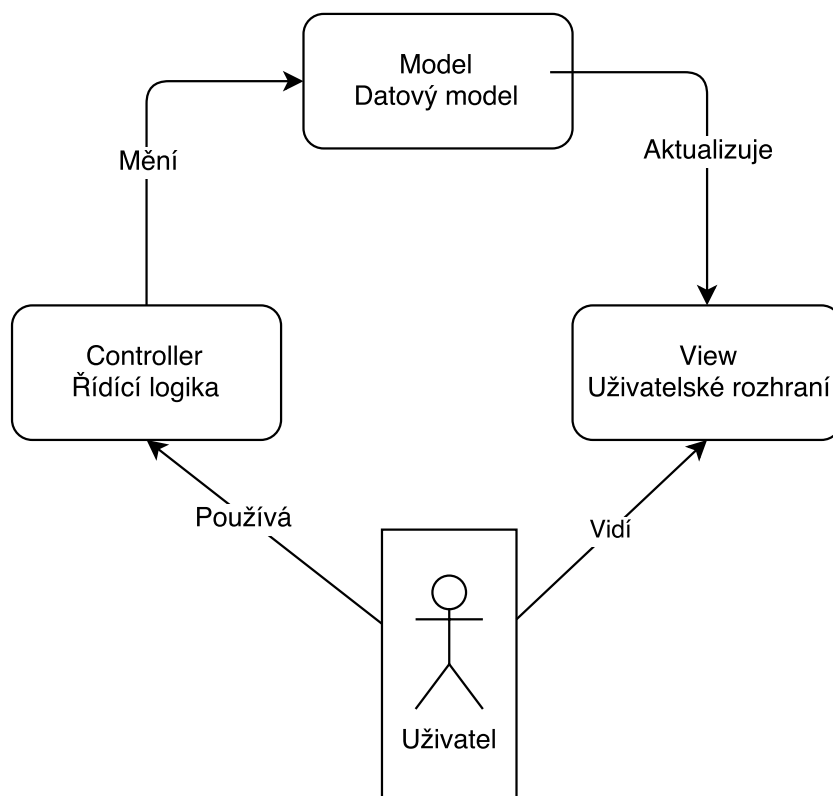 Model
Datový model
Mění
Aktualizuje
Controller
Řídící logika
View
Uživatelské rozhraní
Používá
Vidí
Uživatel